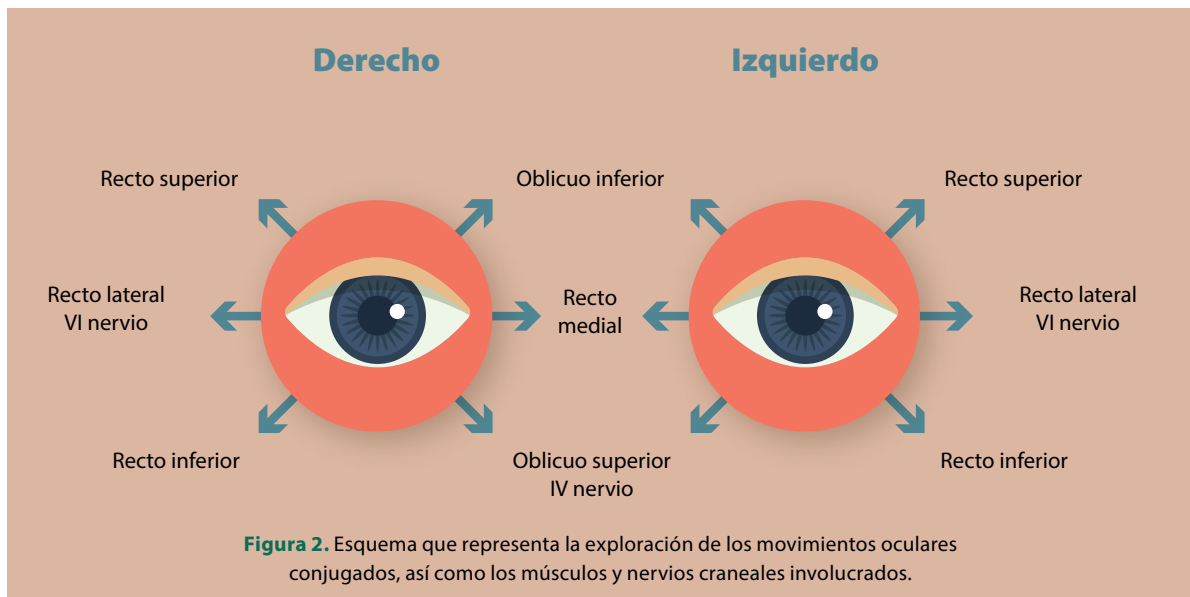 Derecho
Izquierdo
Recto superior
Oblicuo inferior
Recto superior
Recto lateral
VI nervio
Recto
medial
Recto lateral
VI nervio
Recto inferior
Oblicuo superior
IV nervio
Recto inferior
Figura 2. Esquema que representa la exploración de los movimientos oculares
conjugados, así como los músculos y nervios craneales involucrados.